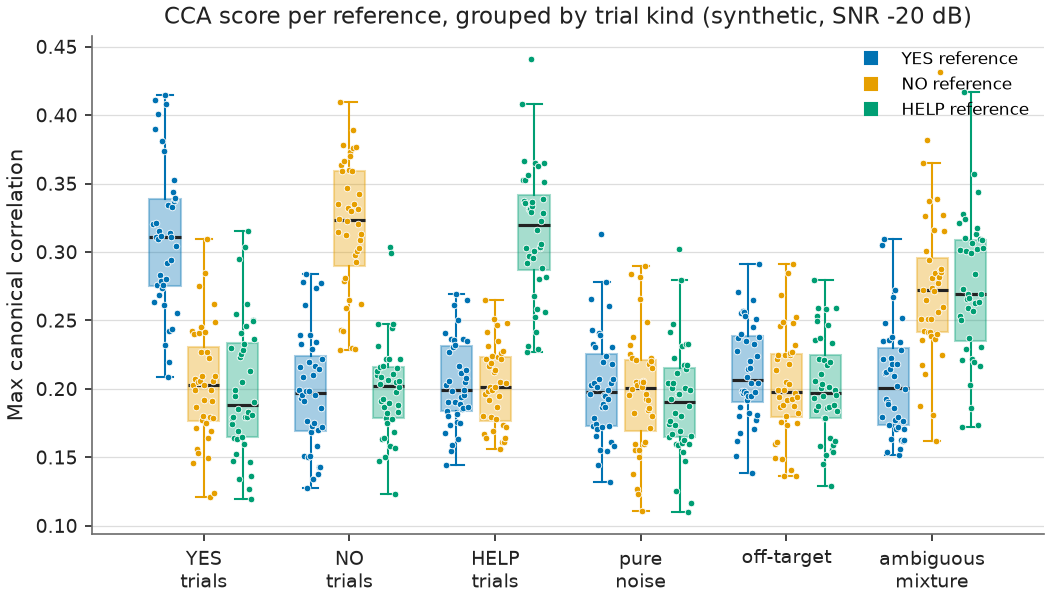 CCA score per reference, grouped by trial kind (synthetic, SNR -20 dB)
Max canonical correlation
0.45
0.40
0.35
0.30
0.25
0.20
0.15
0.10
YES reference
NO reference
HELP reference
YES
trials
NO
trials
HELP
trials
pure
noise
off-target
ambiguous
mixture